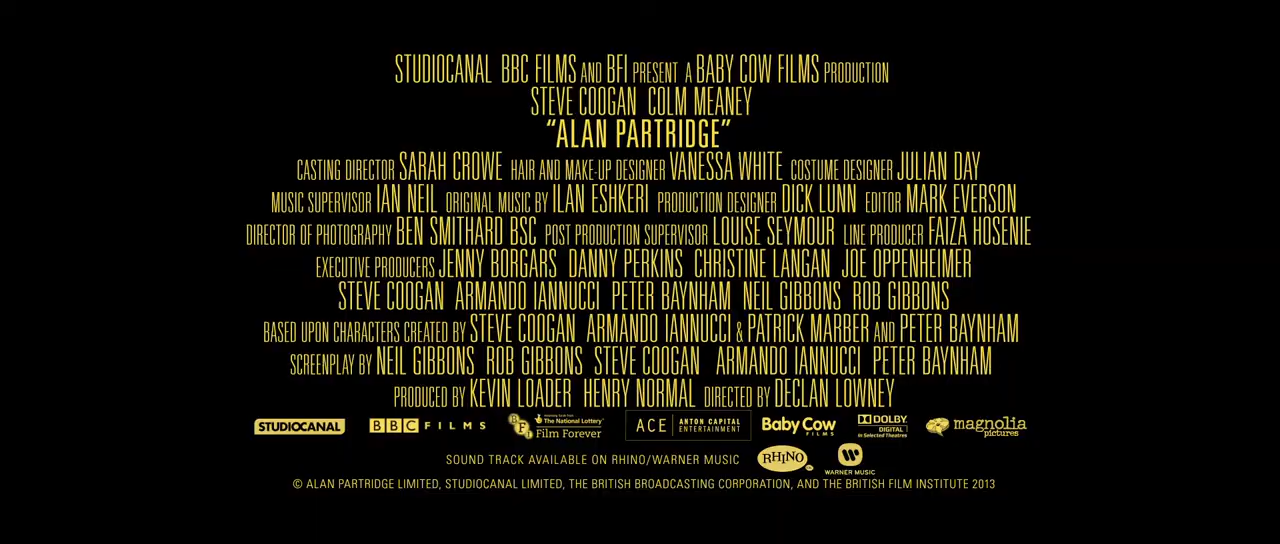 STUDIOCANAL BBC FILMS AND BFI PRESENT A BABY COW FILMS PRODUCTION
STEVE COOGAN COLM MEANEY
“ALAN PARTRIDGE”
CASTING DIRECTOR SARAH CROWE HAIR AND MAKE-UP DESIGNER VANESSA WHITE COSTUME DESIGNER JULIAN DAY
MUSIC SUPERVISOR IAN NEIL ORIGINAL MUSIC BY ILAN ESHKERI PRODUCTION DESIGNER DICK LUNN EDITOR MARK EVERSON
DIRECTOR OF PHOTOGRAPHY BEN SMITHARD BSC POST PRODUCTION SUPERVISOR LOUISE SEYMOUR LINE PRODUCER FAIZA HOSENIE
EXECUTIVE PRODUCERS JENNY BORGARS DANNY PERKINS CHRISTINE LANGAN JOE OPPENHEIMER
STEVE COOGAN ARMANDO IANNUCCI PETER BAYNHAM NEIL GIBBONS ROB GIBBONS
BASED UPON CHARACTERS CREATED BY STEVE COOGAN ARMANDO IANNUCCI & PATRICK MARBER AND PETER BAYNHAM
SCREENPLAY BY NEIL GIBBONS ROB GIBBONS STEVE COOGAN ARMANDO IANNUCCI PETER BAYNHAM
PRODUCED BY KEVIN LOADER HENRY NORMAL DIRECTED BY DECLAN LOWNEY
STUDIOCANAL
BBC FILMS
BFI
The National Lottery
Film Forever
ACE ANTON CAPITAL
ENTERTAINMENT
Baby Cow
FILMS
DOLBY
DIGITAL
In Selected Theatres
magnolia
pictures
SOUND TRACK AVAILABLE ON RHINO/WARNER MUSIC
RHINO
WARNER MUSIC
© ALAN PARTRIDGE LIMITED, STUDIOCANAL LIMITED, THE BRITISH BROADCASTING CORPORATION, AND THE BRITISH FILM INSTITUTE 2013